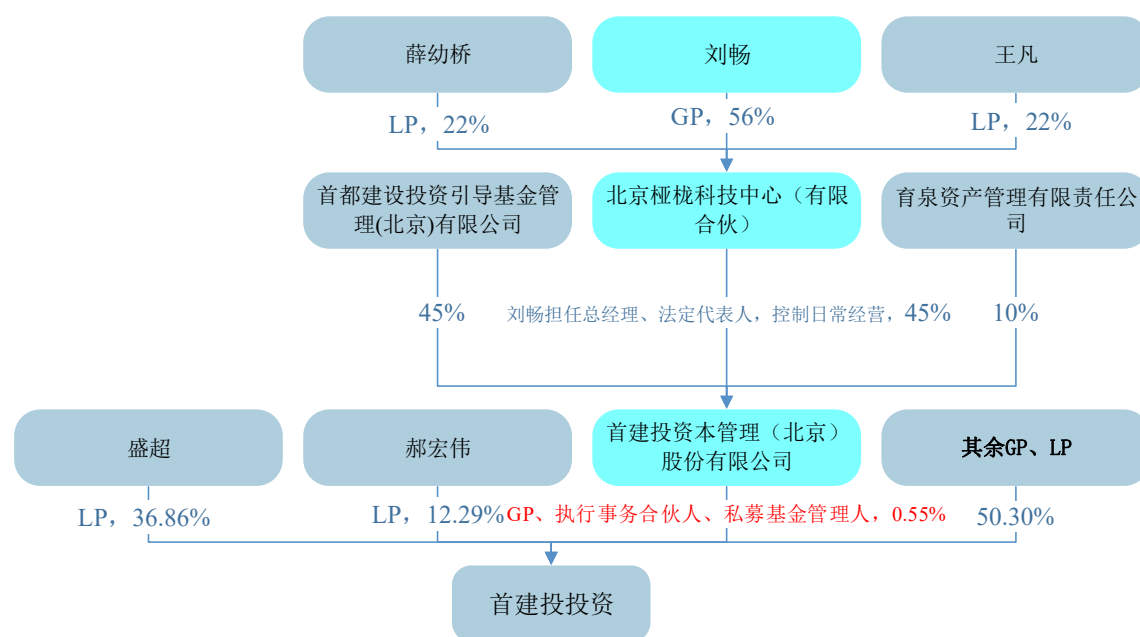 薛幼桥
刘畅
王凡
LP，22%
GP，56%
LP，22%
首都建设投资引导基金管
理(北京)有限公司
北京桠栊科技中心（有限
合伙）
育泉资产管理有限责任公
司
45%
刘畅担任总经理、法定代表人，控制日常经营，45%
10%
盛超
郝宏伟
首建投资本管理（北京）
股份有限公司
其余GP、LP
LP，36.86%
LP，12.29%
GP、执行事务合伙人、私募基金管理人，0.55%
50.30%
首建投投资